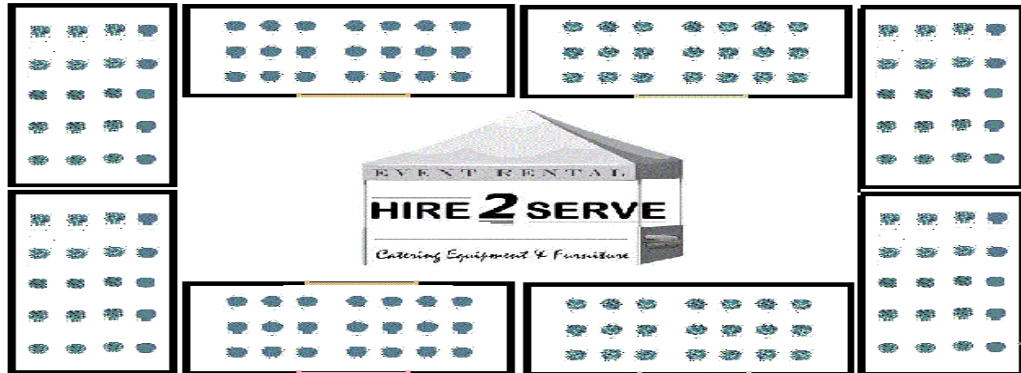 EVENT RENTAL
HIRE 2 SERVE
Catering Equipment & Furniture